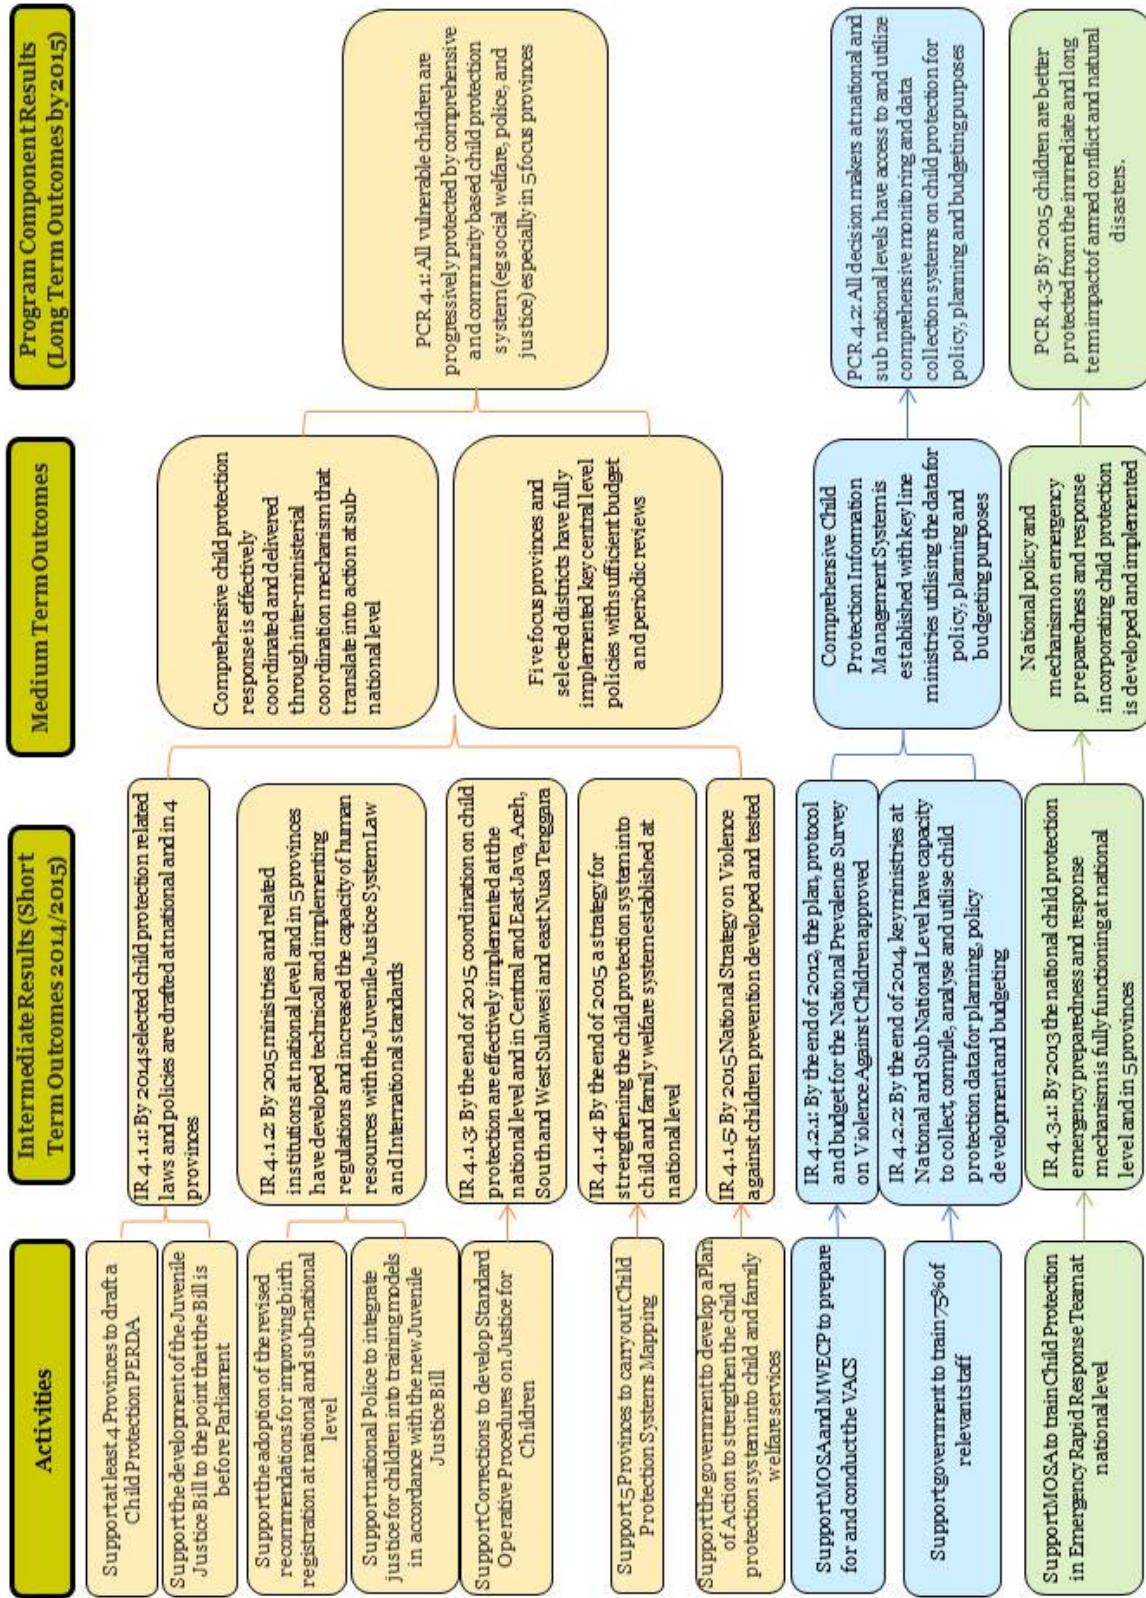 Activities
Support at least 4 Provinces to draft a
Child Protection PERDA
Support the development of the Juvenile
Justice Bill to the point that the Bill is
before Parliament
Support the adoption of the revised
recommendations for improving birth
registration at national and sub-national
level
Support national Police to integrate
justice for children into training models
in accordance with the new Juvenile
Justice Bill
Support Corrections to develop Standard
Operative Procedures on Justice for
Children
Support 5 Provinces to carry out Child
Protection Systems Mapping
Support the government to develop a Plan
of Action to strengthen the child
protection system into child and family
welfare services
Support MOSA and MWECP to prepare
for and conduct the VACS
Support government to train 75% of
relevant staff
Support MOSA to train Child Protection
in Emergency Rapid Response Team at
national level
Intermediate Results (Short
Term Outcomes 2014/2015)
IR 4.1.1: By 2014 selected child protection related
laws and policies are drafted at national and in 4
provinces
IR 4.1.2: By 2015 ministries and related
institutions at national level and in 5 provinces
have developed technical and implementing
regulations and increased the capacity of human
resources with the Juvenile Justice System Law
and International standards
IR 4.1.3: By the end of 2015 coordination on child
protection are effectively implemented at the
national level and in Central and East Java, Aceh,
South and West Sulawesi and east Nusa Tenggara
IR 4.1.4: By the end of 2015 a strategy for
strengthening the child protection system into
child and family welfare system established at
national level
IR 4.1.5: By 2015 National Strategy on Violence
against children prevention developed and tested
IR 4.2.1: By the end of 2012, the plan, protocol
and budget for the National Prevalence Survey
on Violence Against Children approved
IR 4.2.2: By the end of 2014, key ministries at
National and Sub National Level have capacity
to collect, compile, analyse and utilise child
protection data for planning, policy
development and budgeting
IR 4.3.1: By 2013 the national child protection
emergency preparedness and response
mechanism is fully functioning at national
level and in 5 provinces
Medium Term Outcomes
Comprehensive child protection
response is effectively
coordinated and delivered
through inter-ministerial
coordination mechanism that
translate into action at sub-
national level
Five focus provinces and
selected districts have fully
implemented key central level
policies with sufficient budget
and periodic reviews
Comprehensive Child
Protection Information
Management System is
established with key line
ministries utilising the data for
policy, planning and
budgeting purposes
National policy and
mechanism on emergency
preparedness and response
incorporating child protection
is developed and implemented
Program Component Results
(Long Term Outcomes by 2015)
PCR 4.1: All vulnerable children are
progressively protected by comprehensive
and community based child protection
system (eg social welfare, police, and
justice) especially in 5 focus provinces
PCR 4.2: All decision makers at national and
sub national levels have access to and utilize
comprehensive monitoring and data
collection systems on child protection for
policy, planning and budgeting purposes
PCR 4.3: By 2015 children are better
protected from the immediate and long
term impact of armed conflict and natural
disasters.